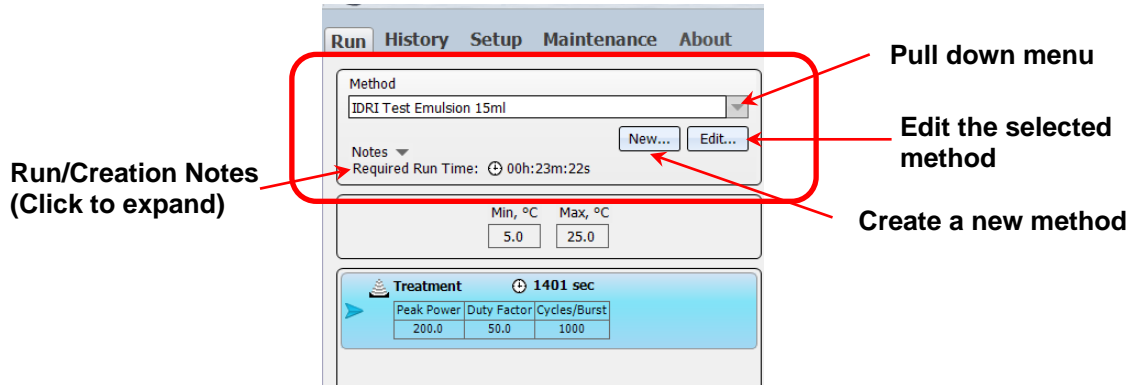 Run History Setup Maintenance About
Pull down menu
Method
IDRI Test Emulsion 15ml
New... Edit...
Edit the selected
method
Notes
Required Run Time: 00h:23m:22s
Run/Creation Notes
(Click to expand)
Create a new method
Min, ºC Max, ºC
5.0 25.0
Treatment 1401 sec
Peak Power Duty Factor Cycles/Burst
200.0 50.0 1000